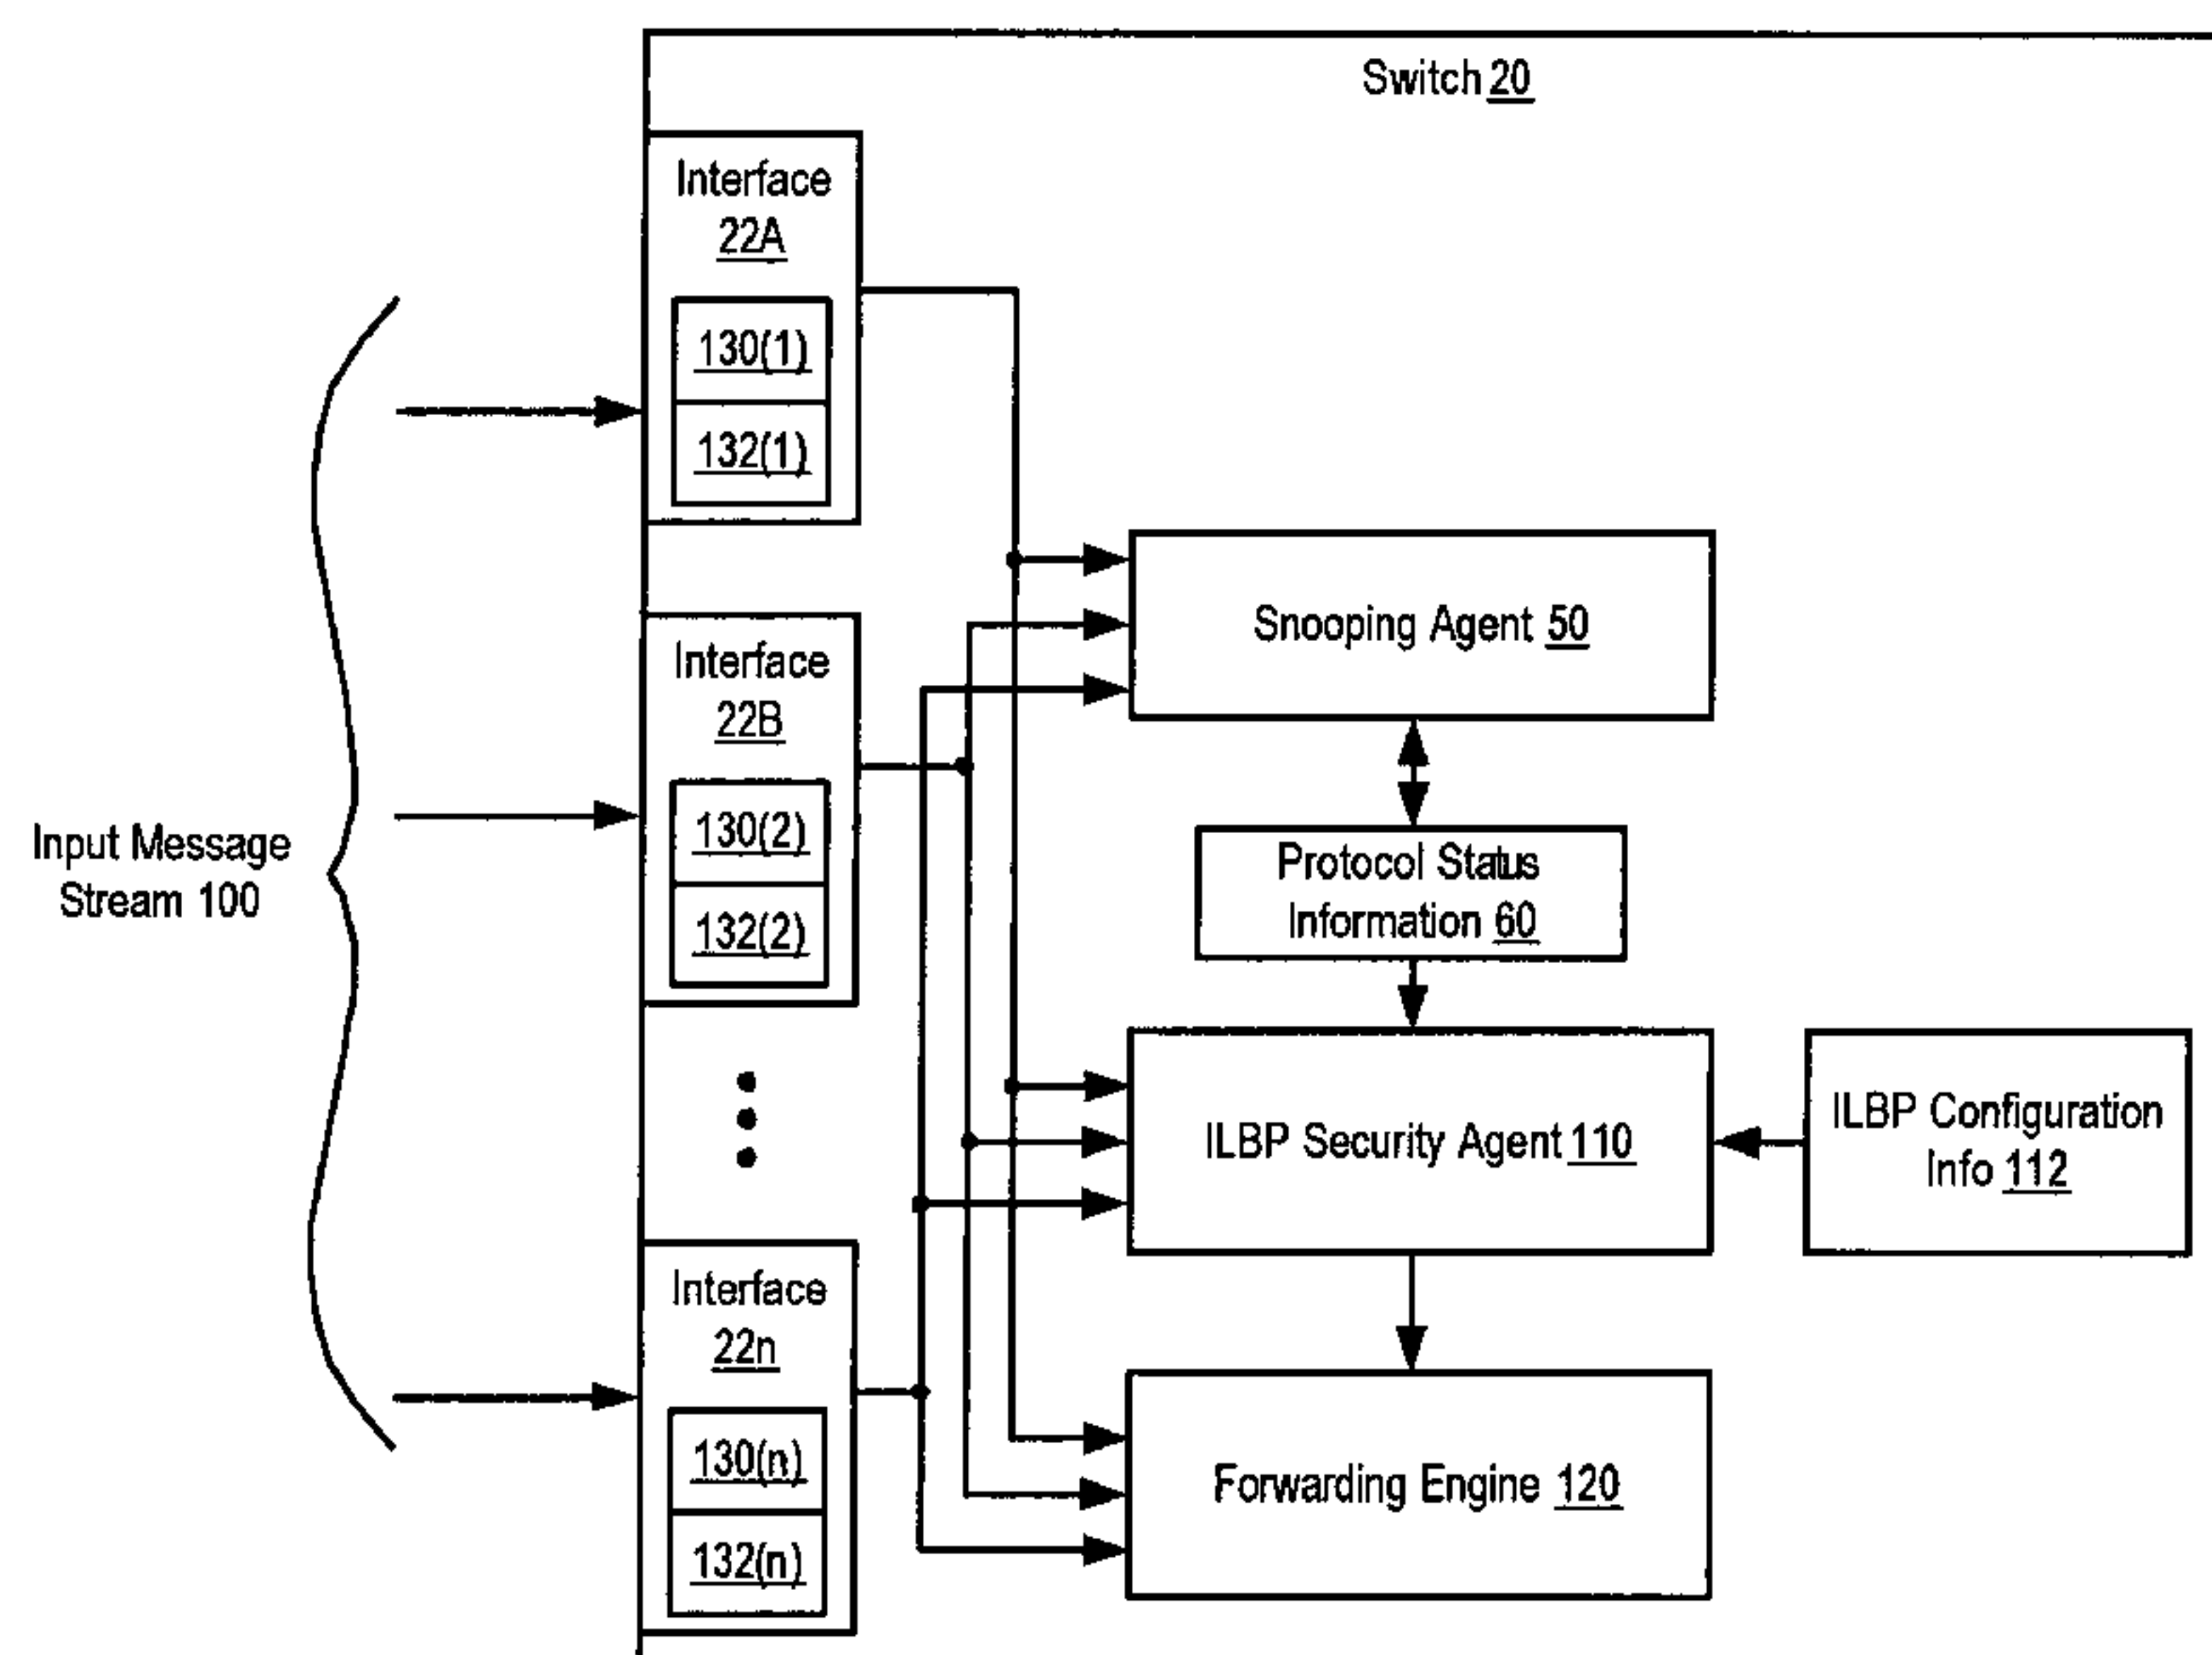 Switch 20
Interface
22A
130(1)
132(1)
Snooping Agent 50
Interface
22B
130(2)
132(2)
Input Message
Stream 100
Protocol Status
Information 60
ILBP Security Agent 110
ILBP Configuration
Info 112
Interface
22n
130(n)
132(n)
Forwarding Engine 120